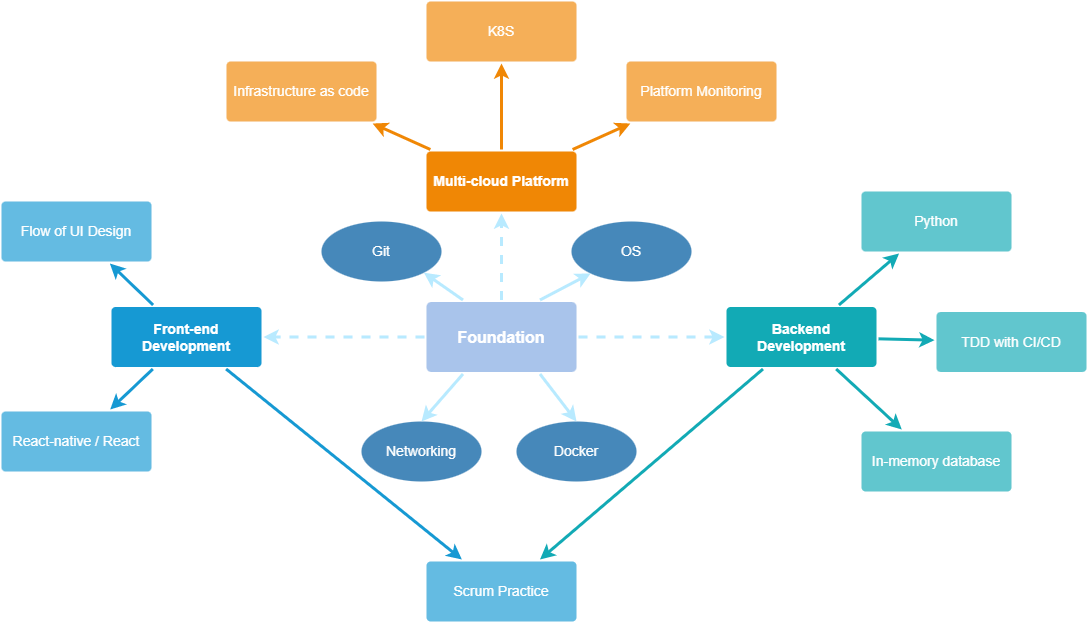 K8S
Infrastructure as code
Platform Monitoring
Multi-cloud Platform
Flow of UI Design
Git
OS
Python
Front-end
Development
Foundation
Backend
Development
TDD with CI/CD
React-native / React
Networking
Docker
In-memory database
Scrum Practice